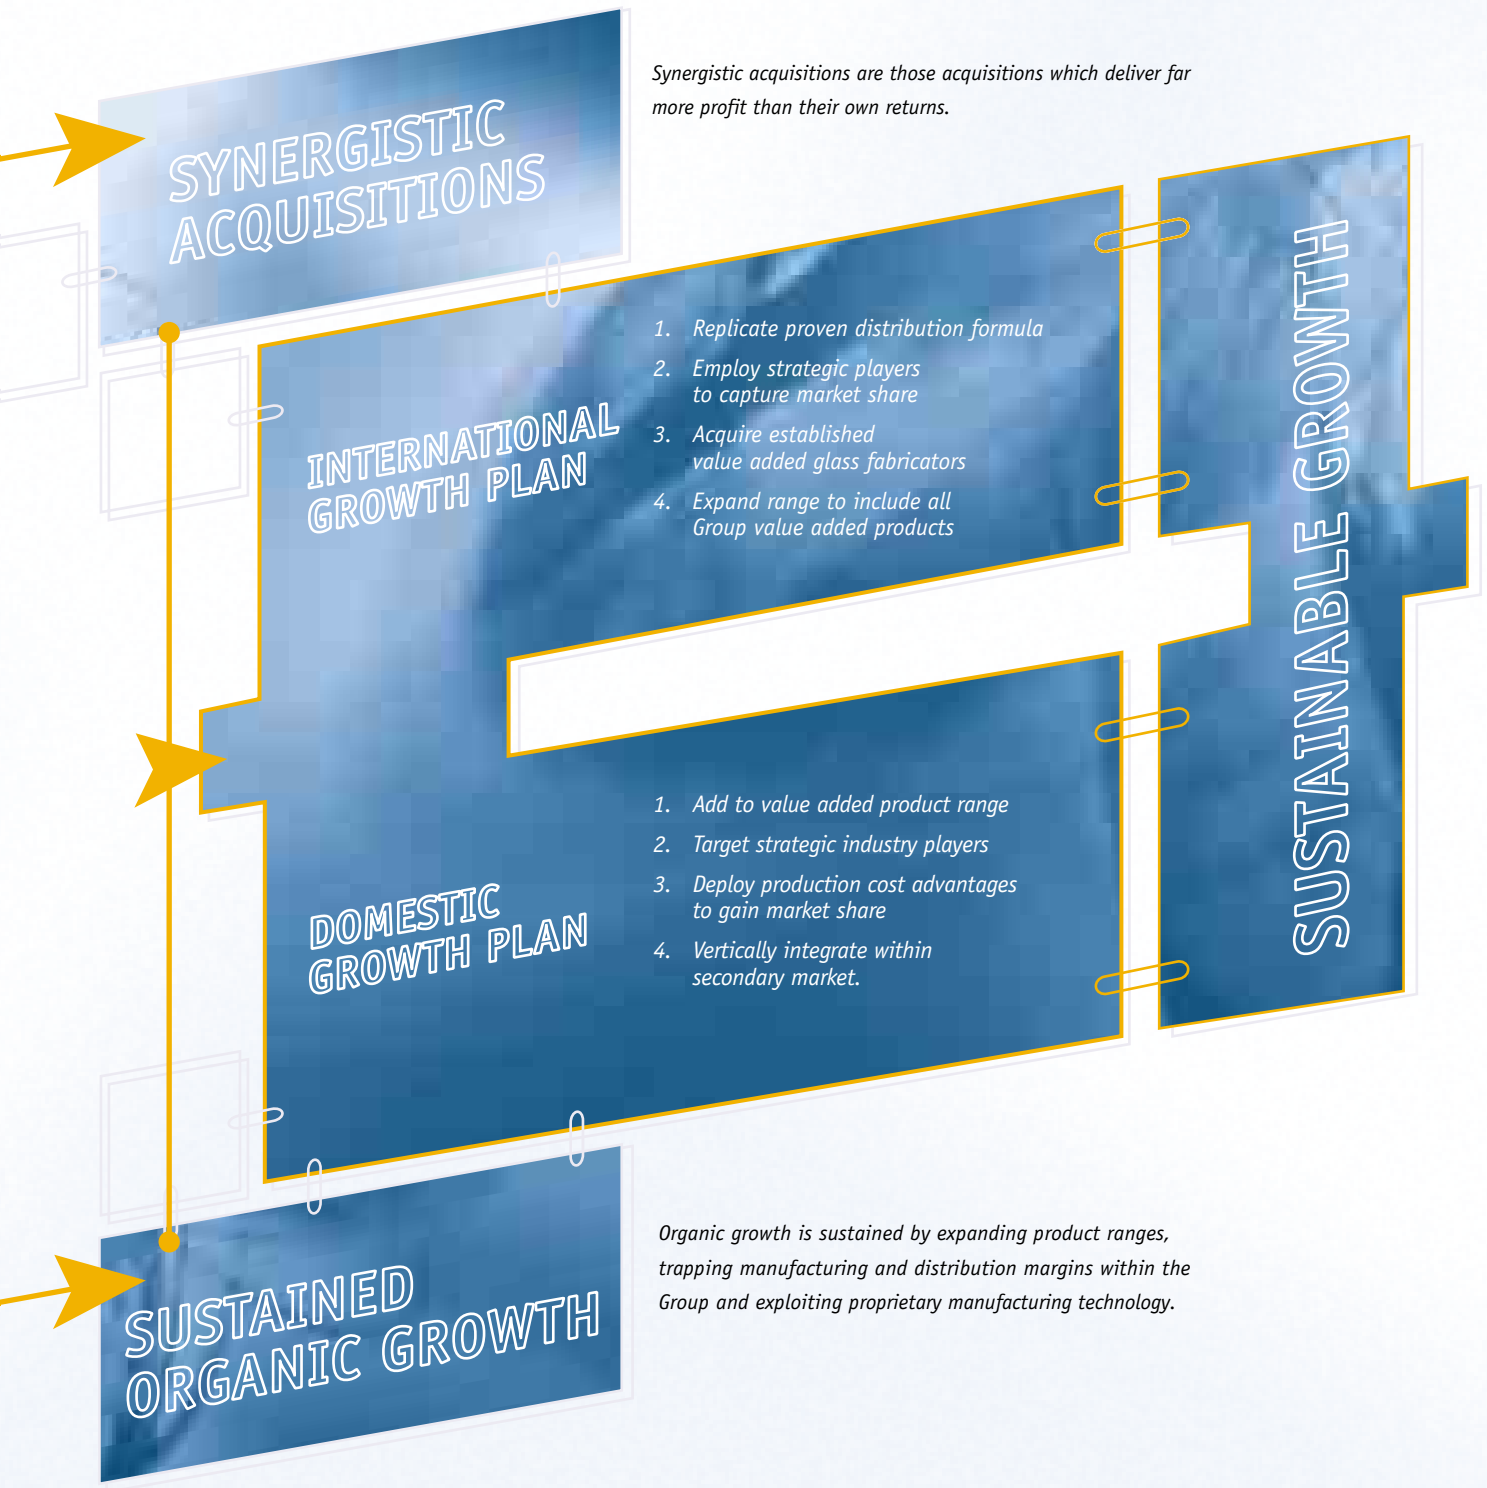 SYNERGISTIC
ACQUISITIONS
Synergistic acquisitions are those acquisitions which deliver far
more profit than their own returns.
INTERNATIONAL
GROWTH PLAN
1. Replicate proven distribution formula
2. Employ strategic players
to capture market share
3. Acquire established
value added glass fabricators
4. Expand range to include all
Group value added products
SUSTAINABLE GROWTH
DOMESTIC
GROWTH PLAN
1. Add to value added product range
2. Target strategic industry players
3. Deploy production cost advantages
to gain market share
4. Vertically integrate within
secondary market.
SUSTAINED
ORGANIC GROWTH
Organic growth is sustained by expanding product ranges,
trapping manufacturing and distribution margins within the
Group and exploiting proprietary manufacturing technology.